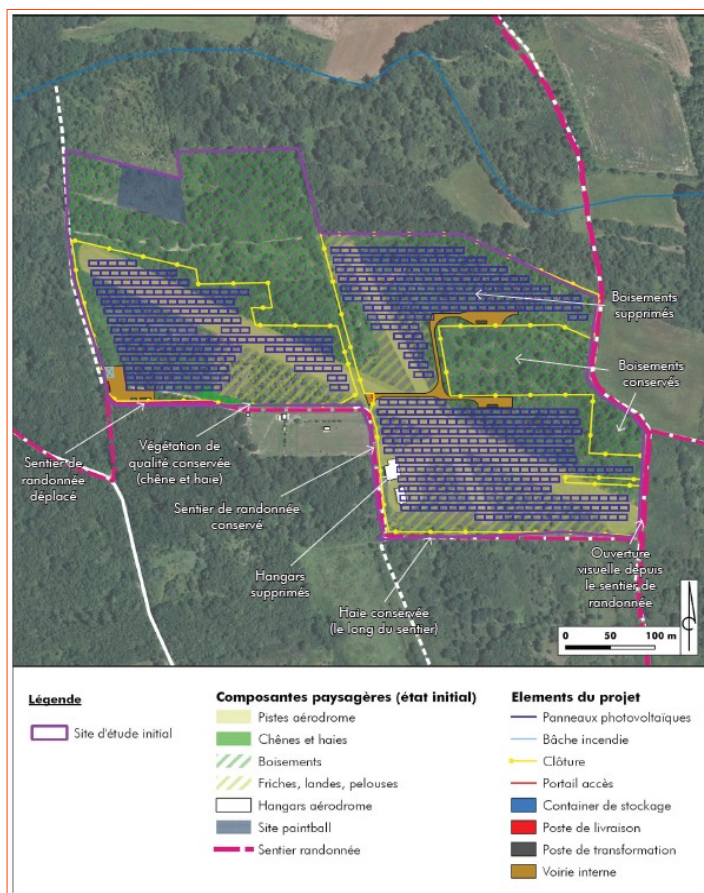 Boisements
supprimés
Boisements
conservés
Sentier de
randonnée
déplacé
Végétation de
qualité conservée
(chêne et haie)
Sentier de randonnée
conservé
Hangars
supprimés
Haie conservée
(le long du sentier)
Ouverture
visuelle depuis
le sentier de
randonnée
0 50 100 m
Légende
Site d'étude initial
Composantes paysagères (état initial)
Pistes aérodrome
Chênes et haies
Boisements
Friches, landes, pelouses
Hangars aérodrome
Site paintball
Sentier randonnée
Elements du projet
Panneaux photovoltaïques
Bâche incendie
Clôture
Portail accès
Container de stockage
Poste de livraison
Poste de transformation
Voirie interne